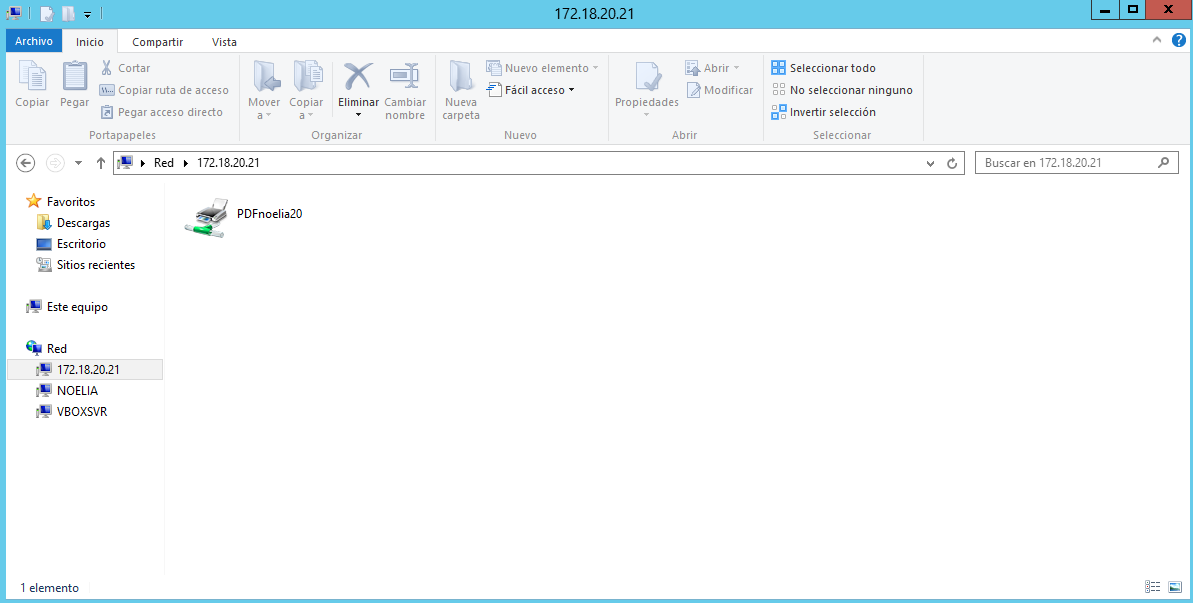 172.18.20.21
Archivo Inicio Compartir Vista
Copiar
Pegar
Cortar
Copiar ruta de acceso
Pegar acceso directo
Portapapeles
Mover a
Copiar a
Eliminar
Cambiar nombre
Organizar
Nueva carpeta
Nuevo elemento
Fácil acceso
Nuevo
Propiedades
Abrir
Modificar
Abrir
Seleccionar todo
No seleccionar ninguno
Invertir selección
Seleccionar
Red 172.18.20.21
Buscar en 172.18.20.21
Favoritos
Descargas
Escritorio
Sitios recientes
Este equipo
Red
172.18.20.21
NOELIA
VBOXSVR
PDFnoelia20
1 elemento